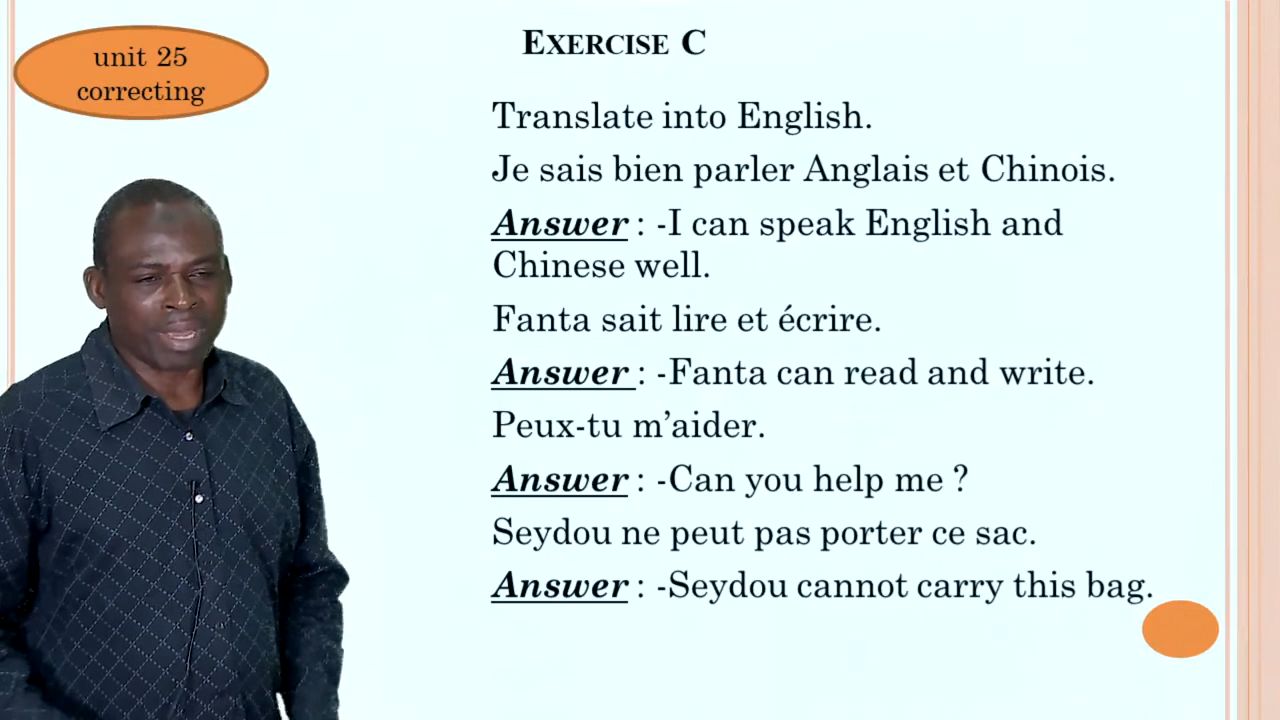 unit 25
correcting
EXERCISE C
Translate into English.
Je sais bien parler Anglais et Chinois.
Answer : -I can speak English and
Chinese well.
Fanta sait lire et écrire.
Answer : -Fanta can read and write.
Peux-tu m’aider.
Answer : -Can you help me ?
Seydou ne peut pas porter ce sac.
Answer : -Seydou cannot carry this bag.